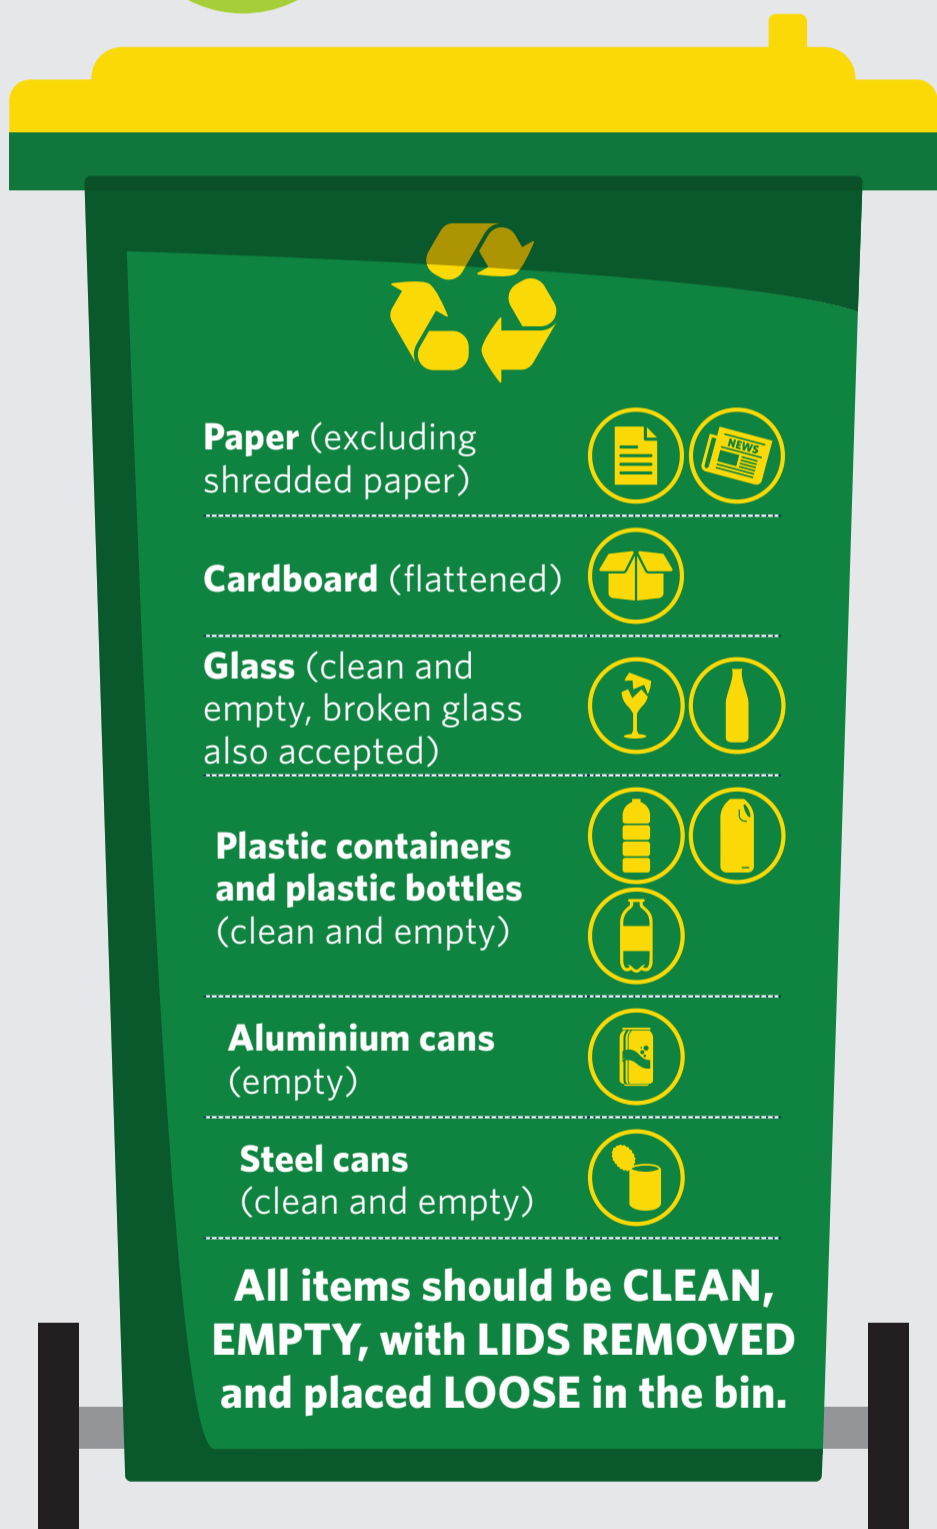 Paper (excluding
shredded paper)
NEWS
Cardboard (flattened)
Glass (clean and
empty, broken glass
also accepted)
Plastic containers
and plastic bottles
(clean and empty)
Aluminium cans
(empty)
Steel cans
(clean and empty)
All items should be CLEAN,
EMPTY, with LIDS REMOVED
and placed LOOSE in the bin.